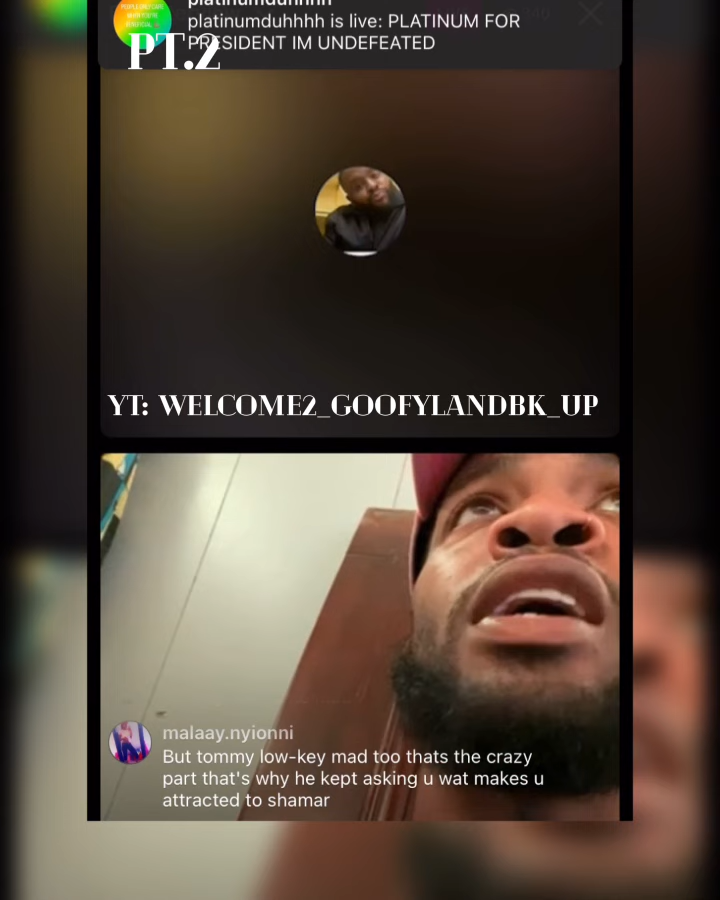 platinumduhhhh
platinumduhhhh is live: PLATINUM FOR
PRESIDENT IM UNDEFEATED
PT.2
YT: WELCOME2_GOOFYLANDBK_UP
malaay.nyionni
But tommy low-key mad too thats the crazy
part that's why he kept asking u wat makes u
attracted to shamar